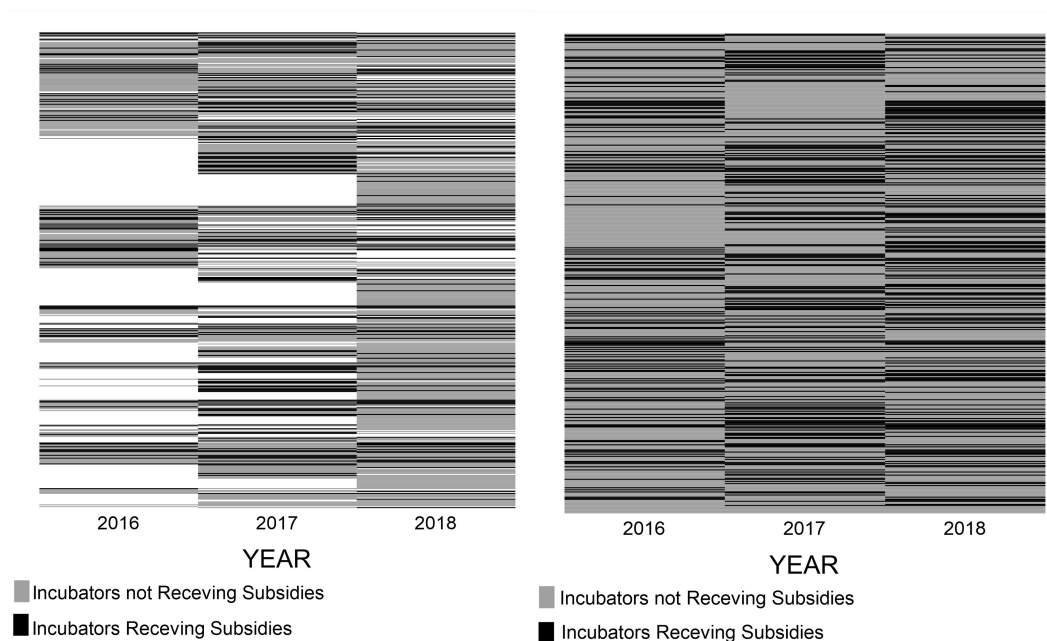 2016 2017 2018
YEAR
Incubators not Receving Subsidies
Incubators Receving Subsidies
2016 2017 2018
YEAR
Incubators not Receving Subsidies
Incubators Receving Subsidies